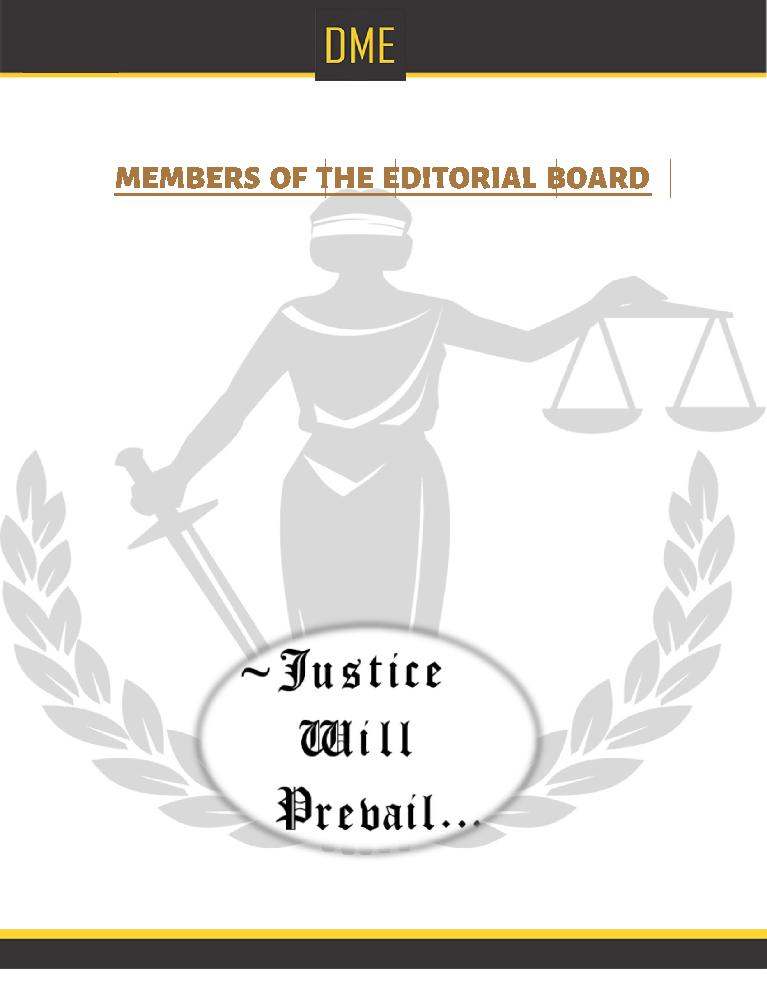 DME
MEMBERS OF THE EDITORIAL BOARD
~Justice
Will
Prevail...